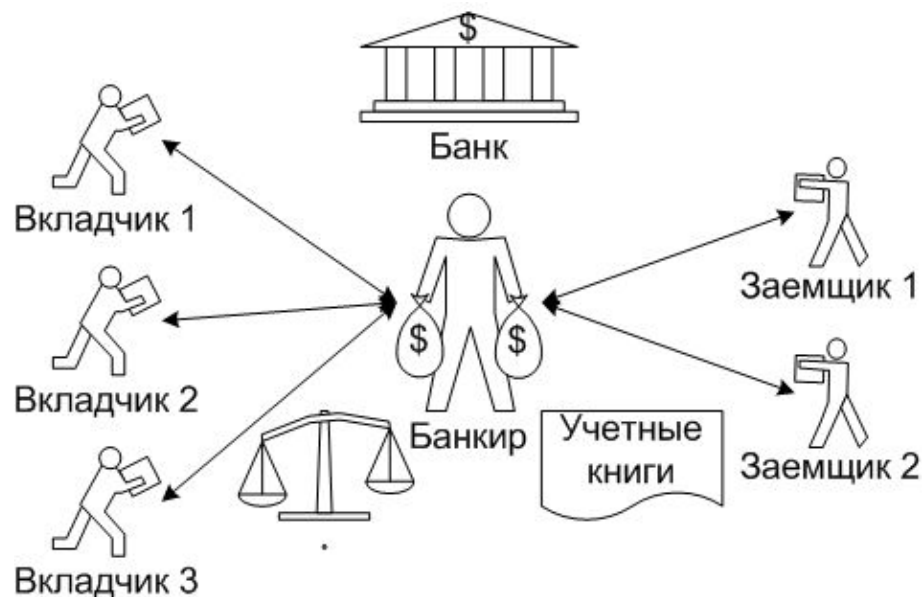 $
Банк
Вкладчик 1
Заемщик 1
Вкладчик 2
$ $
Банкир
Учетные
книги
Заемщик 2
Вкладчик 3